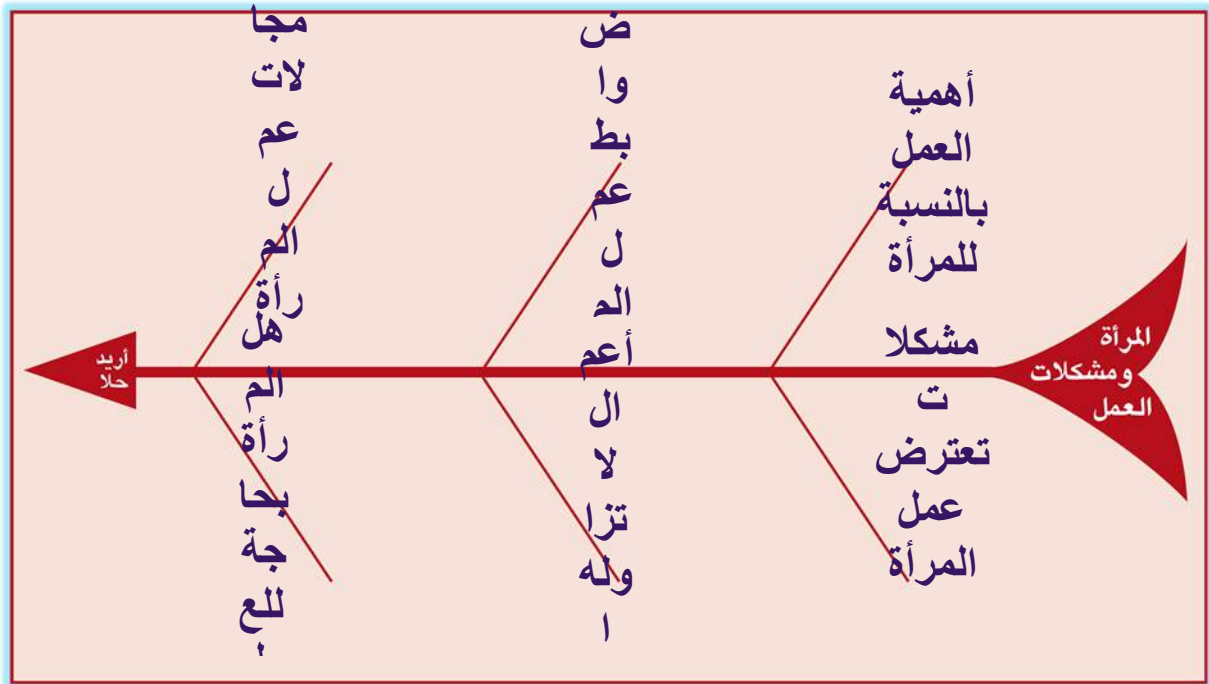 أهمية
العمل
بالنسبة
للمرأة
ض
وا
بط
عم
ل
الم
مجا
لات
عم
ل
الم
رأة
المرأة
ومشكلات
العمل
مشكلا
ت
تعترض
عمل
المرأة
أعم
ال
لا
تزا
وله
ا
هل
الم
رأة
بحا
جة
للع
أريد
حلا